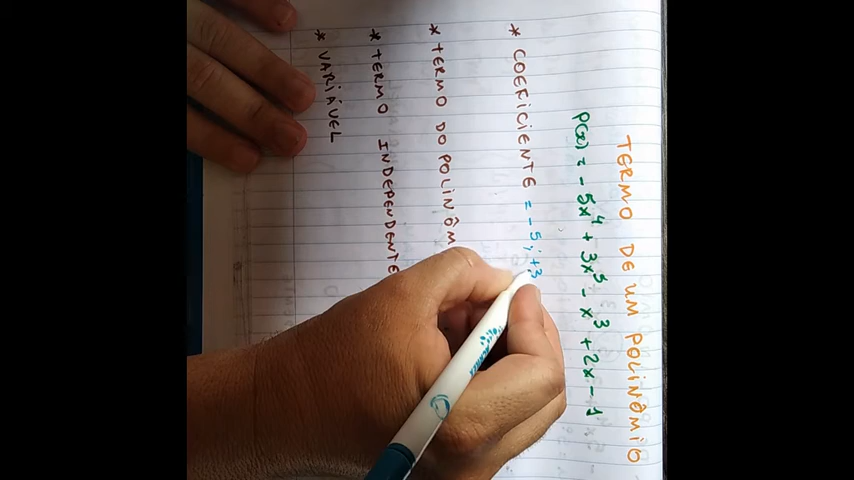 TERMO DE UM POLINÔMIO
P(x) = - 5x⁴ + 3x⁵ - x³ + 2x - 1
* COEFICIENTE = - 5; +3
* TERMO DO POLINÔM
* TERMO INDEPENDENTE
* VARIÁVEL